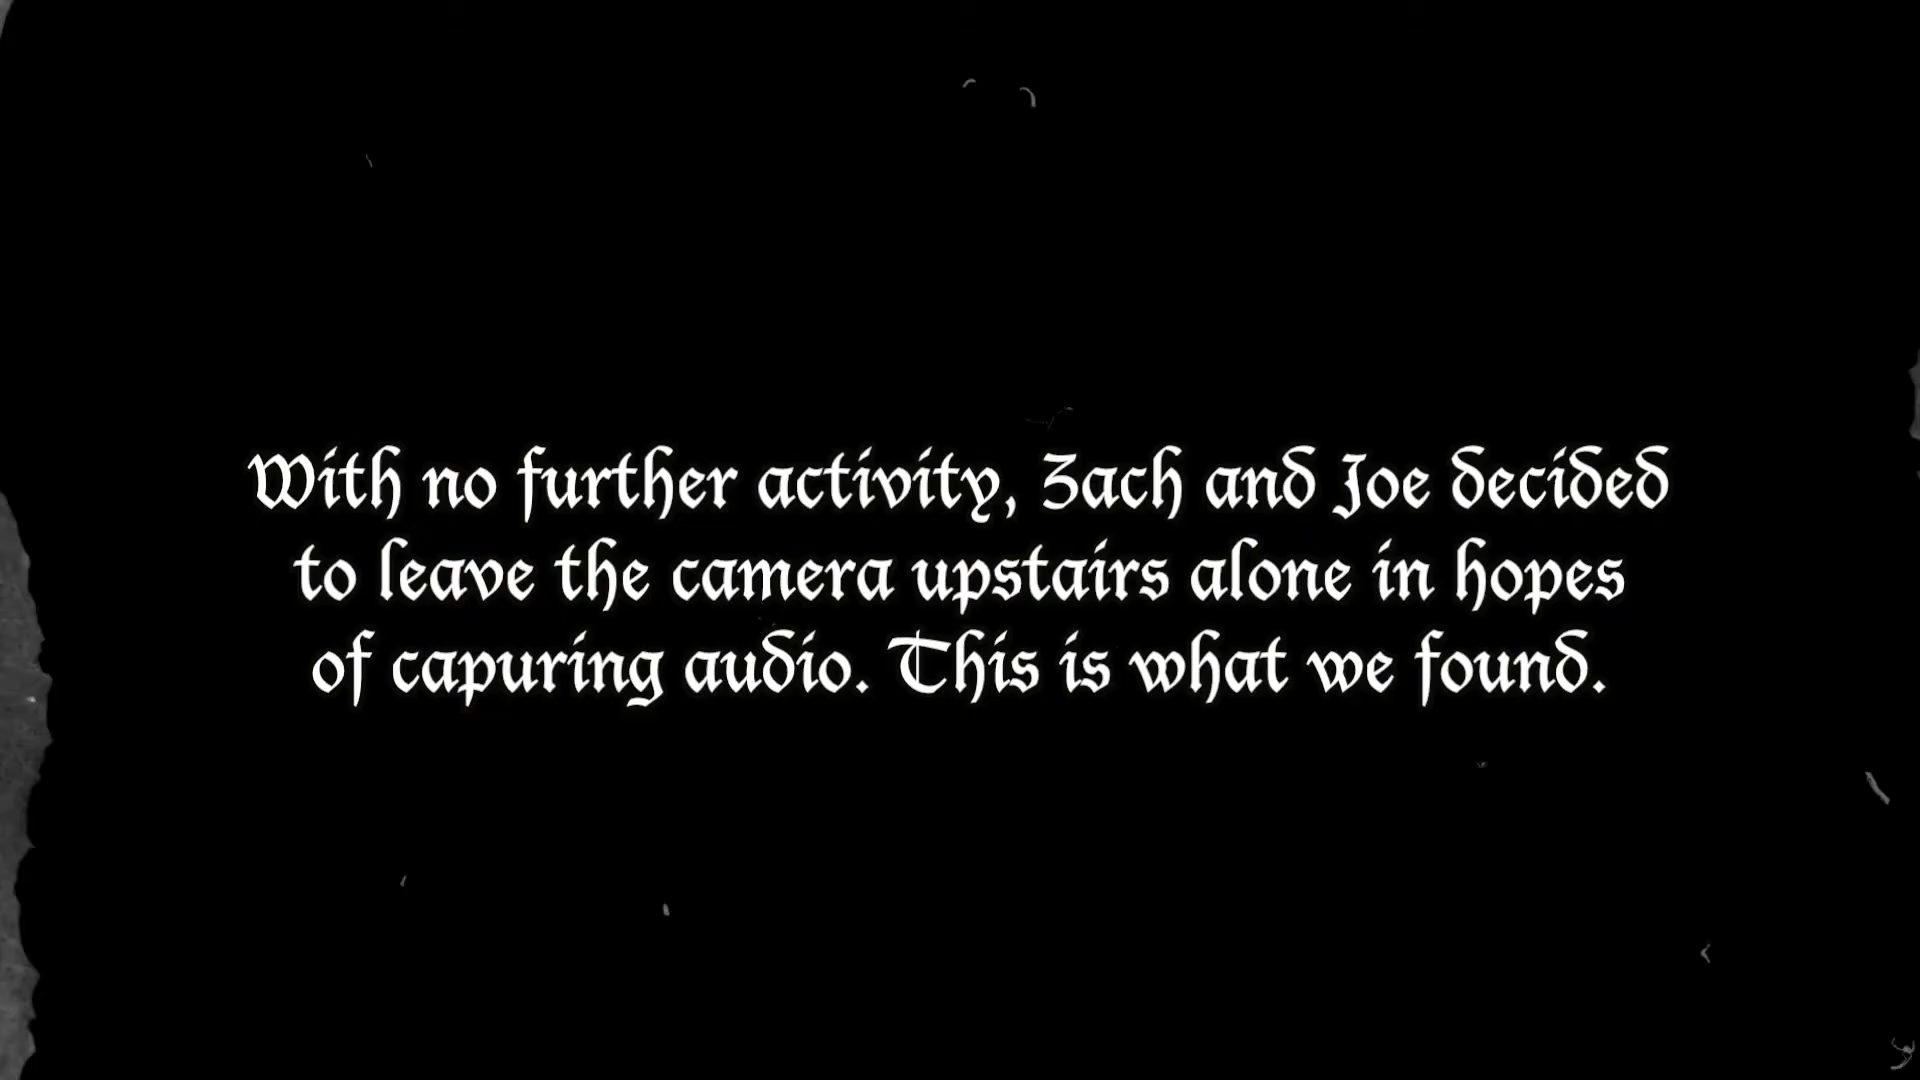 With no further activity, Zach and Joe decided
to leave the camera upstairs alone in hopes
of capuring audio. This is what we found.